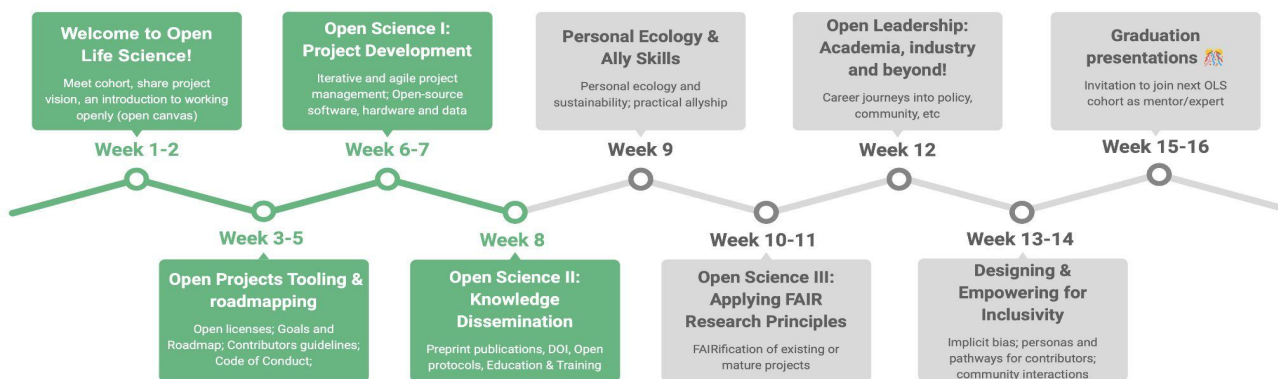 Welcome to Open
Life Science!
Meet cohort, share project
vision, an introduction to working
openly (open canvas)
Week 1-2
Open Science I:
Project Development
Iterative and agile project
management; Open-source
software, hardware and data
Week 6-7
Personal Ecology &
Ally Skills
Personal ecology and
sustainability; practical allyship
Week 9
Open Leadership:
Academia, industry
and beyond!
Career journeys into policy,
community, etc
Week 12
Graduation
presentations 🎊
Invitation to join next OLS
cohort as mentor/expert
Week 15-16
Week 3-5
Open Projects Tooling &
roadmapping
Open licenses; Goals and
Roadmap; Contributors guidelines;
Code of Conduct;
Week 8
Open Science II:
Knowledge
Dissemination
Preprint publications, DOI, Open
protocols, Education & Training
Week 10-11
Open Science III:
Applying FAIR
Research Principles
FAIRification of existing or
mature projects
Week 13-14
Designing &
Empowering for
Inclusivity
Implicit bias; personas and
pathways for contributors;
community interactions